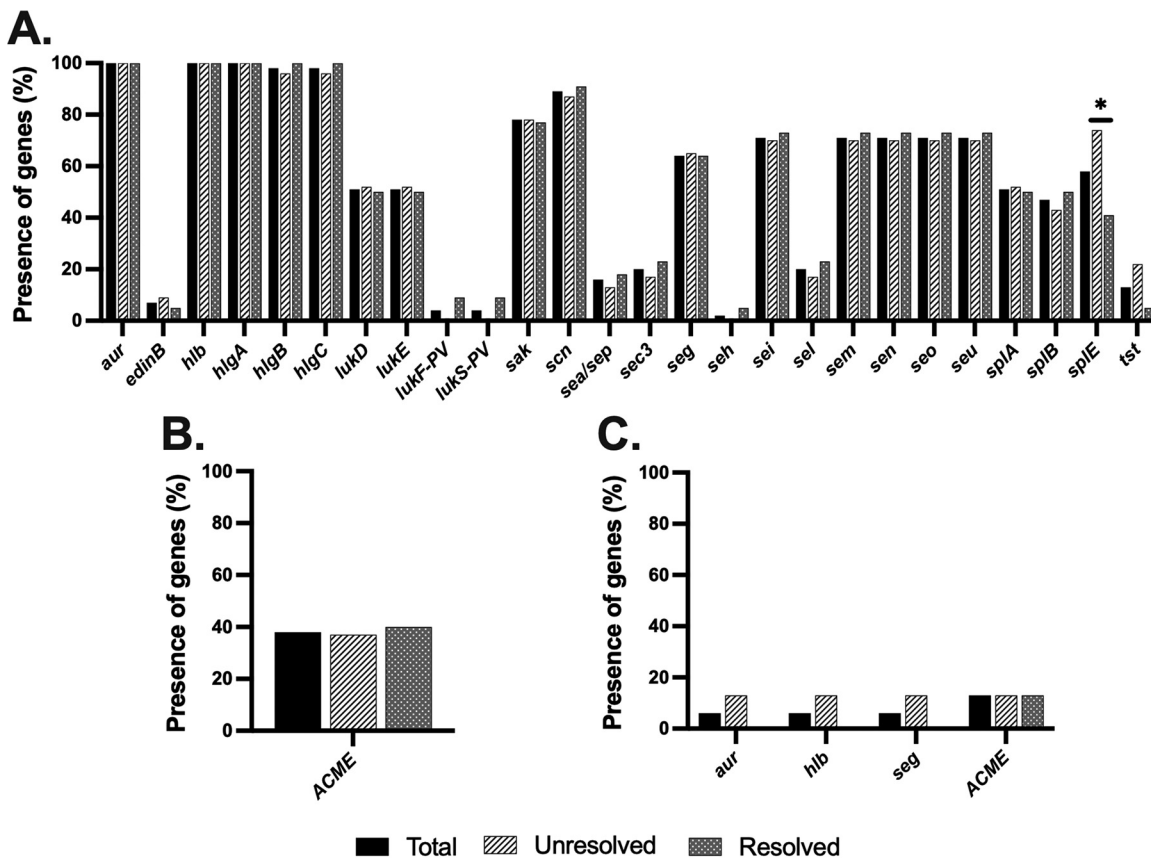 A.
Presence of genes (%)
100
80
60
40
20
0
*
aur edinB hlb hlgA hlgB hlgC lukD lukE lukF-PV lukS-PV sak scn sea/sep sec3 seg seh sei sel sem sen seo seu splA splB splE tst
B.
Presence of genes (%)
100
80
60
40
20
0
ACME
C.
Presence of genes (%)
100
80
60
40
20
0
aur hlb seg ACME
Total Unresolved Resolved